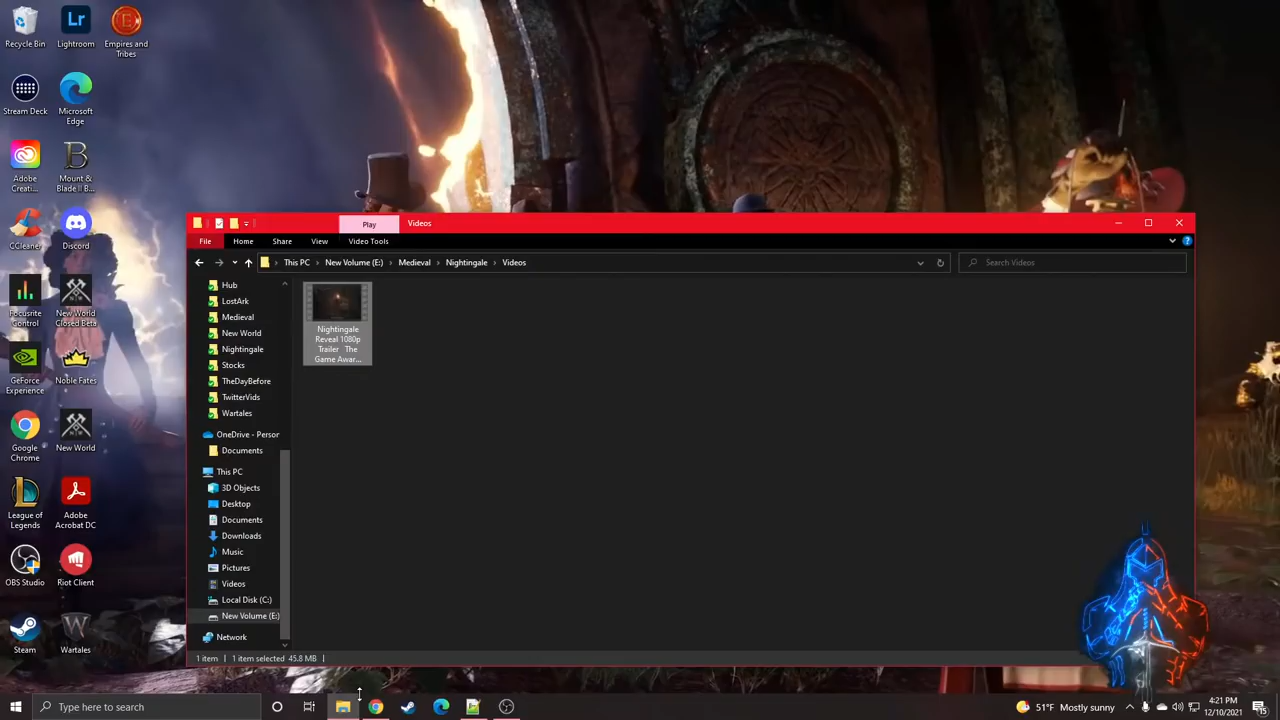 Recycle Bin
Lightroom
Empires and
Tribes
Stream Deck
Microsoft
Edge
Adobe
Creati...
Mount &
Blade II B...
CCleaner
Discord
Focusrite
Control
New World
Closed Beta
GeForce
Experience
Noble Fates
Google
Chrome
New World
League of
Legends
Adobe
Acrobat DC
OBS Studio
Riot Client
Steam
Wartales
Play
Videos
File
Home
Share
View
Video Tools
This PC
New Volume (E:)
Medieval
Nightingale
Videos
Search Videos
Hub
LostArk
Medieval
New World
Nightingale
Stocks
TheDayBefore
TwitterVids
Wartales
OneDrive - Person
Documents
This PC
3D Objects
Desktop
Documents
Downloads
Music
Pictures
Videos
Local Disk (C:)
New Volume (E:)
Network
Nightingale
Reveal 1080p
Trailer The
Game Awar...
1 item
1 item selected 45.8 MB
Type here to search
51°F Mostly sunny
4:21 PM
12/10/2021
15